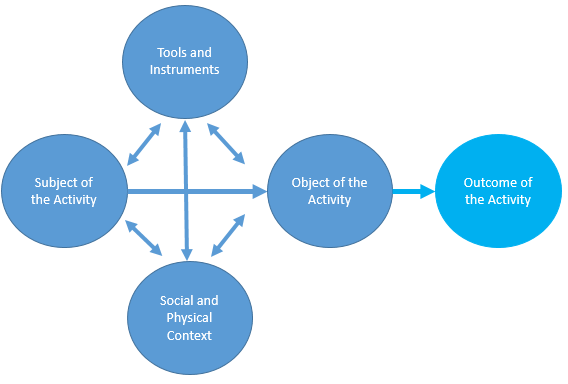 Tools and
Instruments
Subject of
the Activity
Object of the
Activity
Outcome of
the Activity
Social and
Physical
Context